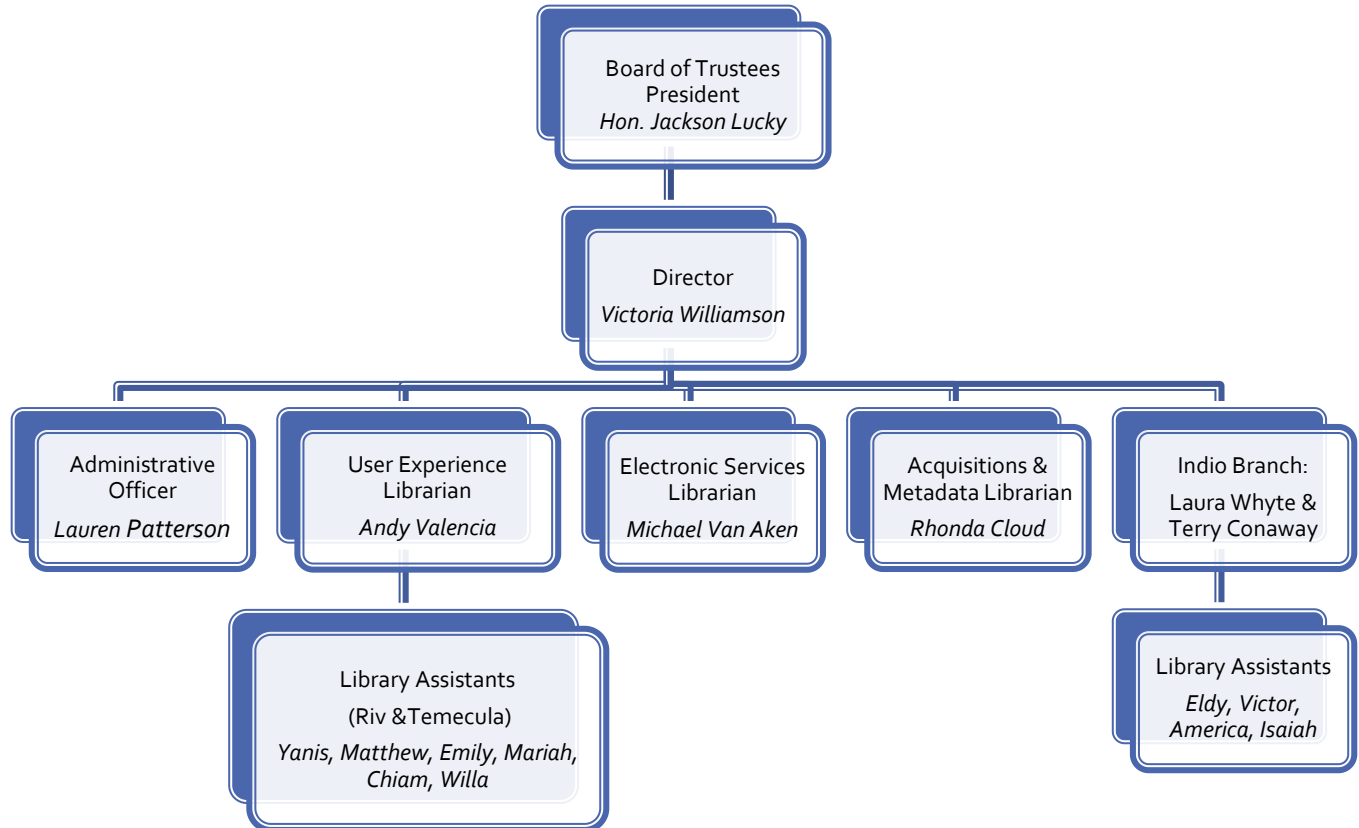 Board of Trustees
President
Hon. Jackson Lucky
Director
Victoria Williamson
Administrative
Officer
Lauren Patterson
User Experience
Librarian
Andy Valencia
Electronic Services
Librarian
Michael Van Aken
Acquisitions &
Metadata Librarian
Rhonda Cloud
Indio Branch:
Laura Whyte &
Terry Conaway
Library Assistants
(Riv &Temecula)
Yanis, Matthew, Emily, Mariah,
Chiam, Willa
Library Assistants
Eldy, Victor,
America, Isaiah